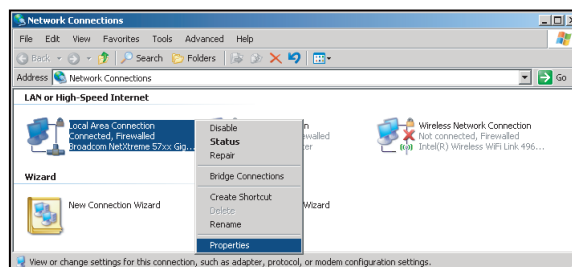 Network Connections
File Edit View Favorites Tools Advanced Help
Back Search Folders
Address Network Connections Go
LAN or High-Speed Internet
Local Area Connection
Connected, Firewalled
Broadcom NetXtreme 57xx Gig...
Wireless Network Connection
Not connected, Firewalled
Intel(R) Wireless WiFi Link 496...
Disable
Status
Repair
Bridge Connections
Create Shortcut
Delete
Rename
Properties
Wizard
New Connection Wizard
Wizard
View or change settings for this connection, such as adapter, protocol, or modem configuration settings.